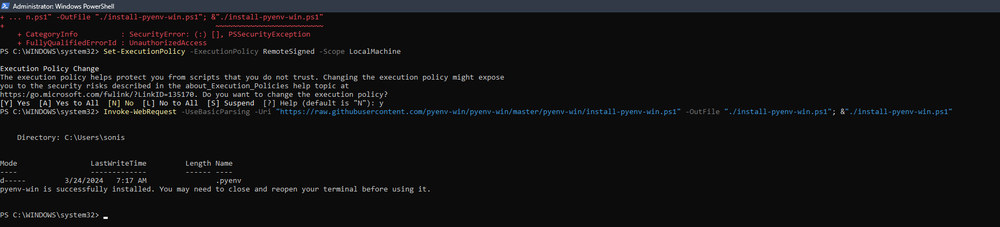 Administrator: Windows PowerShell
+ ... n.ps1" -OutFile "./install-pyenv-win.ps1"; &"./install-pyenv-win.ps1"
+                                                  ~~~~~~~~~~~~~~~~~~~~~~~~~
    + CategoryInfo          : SecurityError: (:) [], PSSecurityException
    + FullyQualifiedErrorId : UnauthorizedAccess
PS C:\WINDOWS\system32> Set-ExecutionPolicy -ExecutionPolicy RemoteSigned -Scope LocalMachine
Execution Policy Change
The execution policy helps protect you from scripts that you do not trust. Changing the execution policy might expose
you to the security risks described in the about_Execution_Policies help topic at
https:/go.microsoft.com/fwlink/?LinkID=135170. Do you want to change the execution policy?
[Y] Yes  [A] Yes to All  [N] No  [L] No to All  [S] Suspend  [?] Help (default is "N"): y
PS C:\WINDOWS\system32> Invoke-WebRequest -UseBasicParsing -Uri "https://raw.githubusercontent.com/pyenv-win/pyenv-win/master/pyenv-win/install-pyenv-win.ps1" -OutFile "./install-pyenv-win.ps1"; &"./install-pyenv-win.ps1"
    Directory: C:\Users\sonis
Mode                 LastWriteTime         Length Name
----                 -------------         ------ ----
d-----         3/24/2024   7:17 AM                .pyenv
pyenv-win is successfully installed. You may need to close and reopen your terminal before using it.
PS C:\WINDOWS\system32>